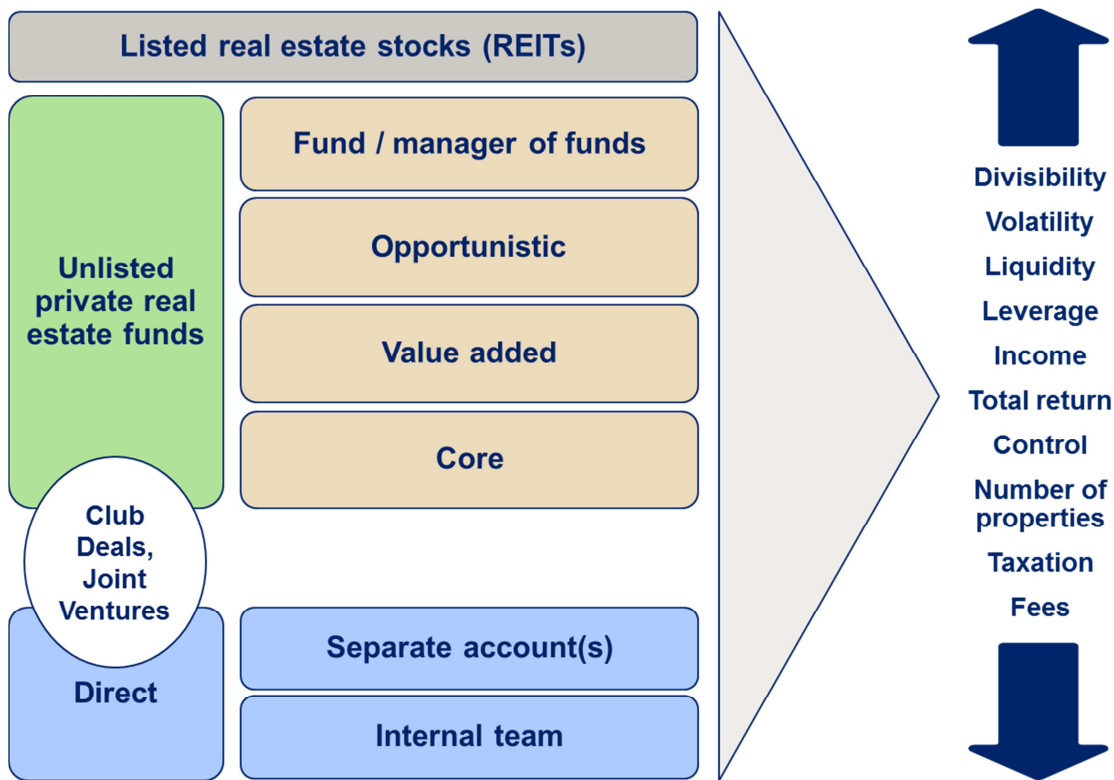 Listed real estate stocks (REITs)
Unlisted
private real
estate funds
Fund / manager of funds
Opportunistic
Value added
Core
Club
Deals,
Joint
Ventures
Direct
Separate account(s)
Internal team
Divisibility
Volatility
Liquidity
Leverage
Income
Total return
Control
Number of
properties
Taxation
Fees